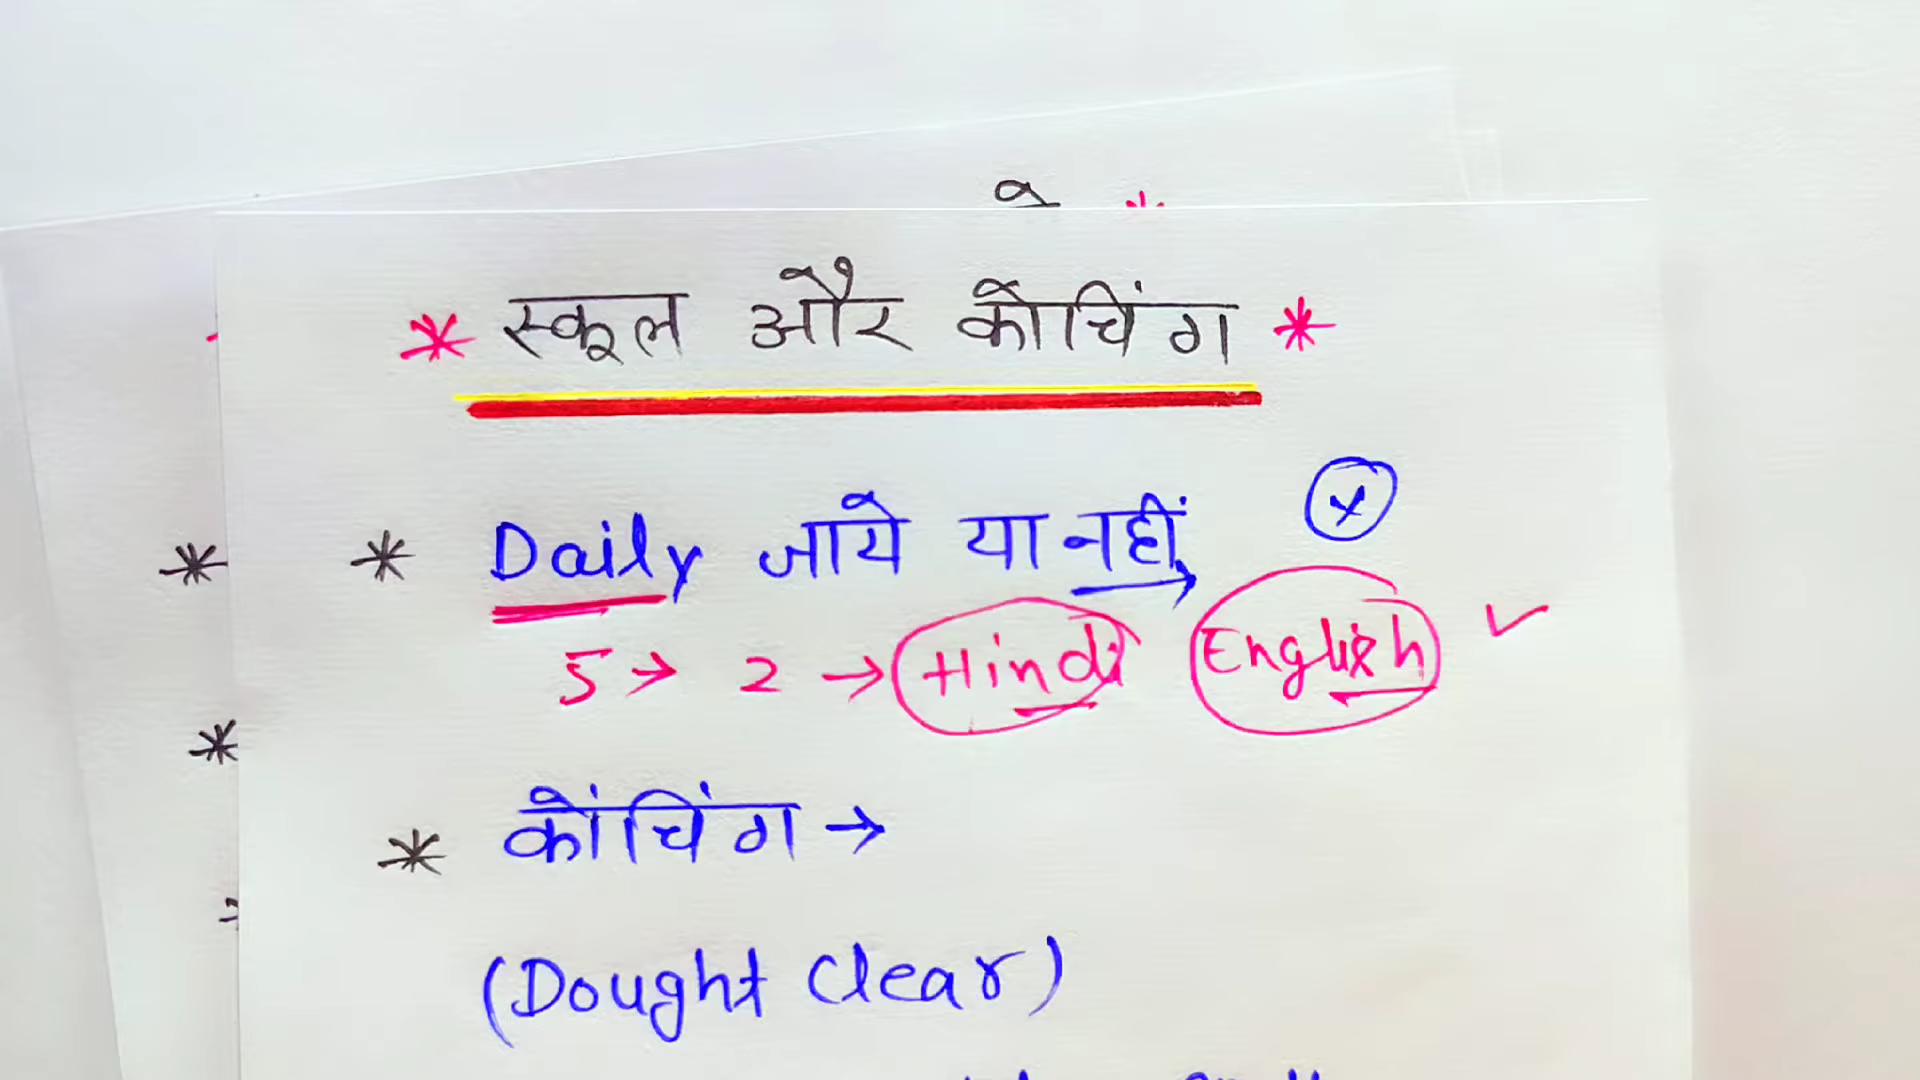 * स्कूल और कोचिंग *
* Daily जाये या नहीं, x
5 → 2 → Hindi English ✓
* कोंचिंग →
(Dought Clear)